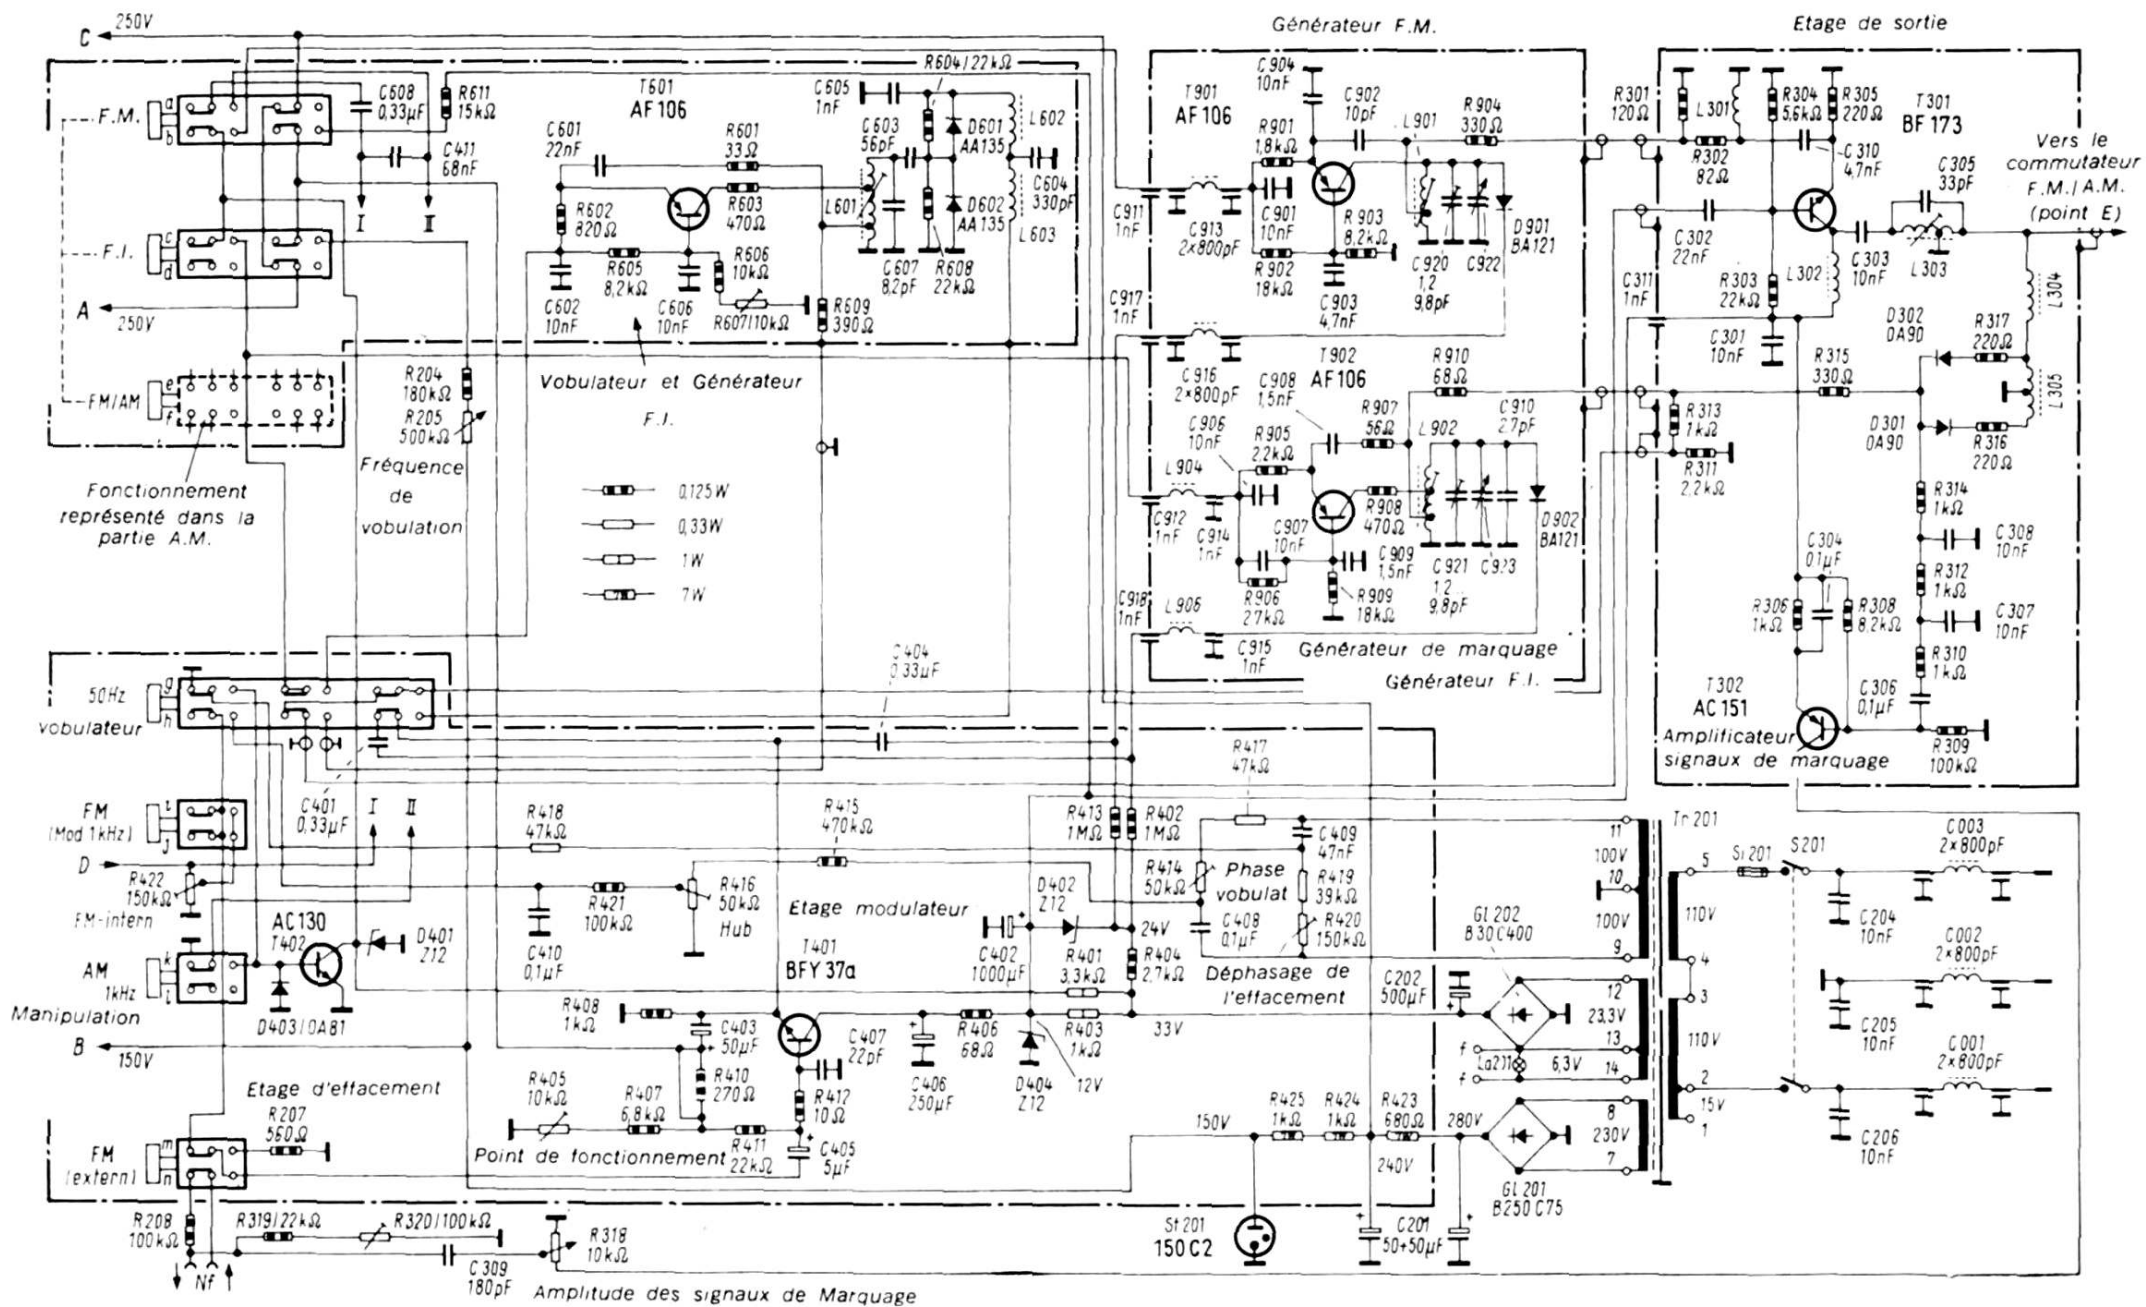 Générateur F.M.
Etage de sortie
C
250V
F.M.
a
b
C608
0,33µF
R611
15kΩ
C411
68nF
I
II
F.I.
c
d
A
250V
FM/AM
e
f
Fonctionnement
représenté dans la
partie A.M.
R204
180kΩ
R205
500kΩ
Fréquence
de
vobulation
T601
AF106
C601
22nF
R601
33Ω
R602
820Ω
R603
470Ω
C602
10nF
R605
8,2kΩ
C606
10nF
R606
10kΩ
R607/10kΩ
R609
390Ω
C605
1nF
R604/22kΩ
C603
56pF
D601
AA135
L602
L601
D602
AA135
C604
330pF
L603
C607
8,2pF
R608
22kΩ
Vobulateur et Générateur
F.I.
0,125W
0,33W
1W
7W
T901
AF106
C904
10nF
C902
10pF
R901
1,8kΩ
L901
R904
330Ω
C911
1nF
C913
2×800pF
C901
10nF
R903
8,2kΩ
R902
18kΩ
C903
4,7nF
C920
1,2
9,8pF
C922
D901
BA121
C917
1nF
C916
2×800pF
T902
AF106
C908
1,5nF
R910
68Ω
C906
10nF
R905
2,2kΩ
R907
56Ω
L902
C910
2,7pF
L904
C912
1nF
C914
1nF
C907
10nF
R908
470Ω
C909
1,5nF
C921
1,2...
9,8pF
C923
D902
BA121
R906
27kΩ
R909
18kΩ
C918
1nF
L906
C915
1nF
Générateur de marquage
Générateur F.I.
R301
120Ω
L301
R304
5,6kΩ
R305
220Ω
T301
BF173
R302
82Ω
C310
4,7nF
C305
33pF
Vers le
commutateur
F.M./A.M.
(point E)
C302
22nF
C303
10nF
L303
L302
R303
22kΩ
C311
1nF
C301
10nF
L304
D302
OA90
R317
220Ω
R315
330Ω
L305
R313
1kΩ
D301
OA90
R316
220Ω
R311
2,2kΩ
R314
1kΩ
C308
10nF
C304
0,1µF
R312
1kΩ
R306
1kΩ
R308
8,2kΩ
C307
10nF
R310
1kΩ
T302
AC151
C306
0,1µF
Amplificateur
signaux de marquage
R309
100kΩ
50Hz
vobulateur
g
h
C404
0,33µF
C401
0,33µF
I
II
FM
(Mod 1kHz)
i
j
D
R422
150kΩ
FM-intern
R418
47kΩ
R415
470kΩ
R413
1MΩ
R402
1MΩ
R417
47kΩ
C409
47nF
R414
50kΩ
Phase
vobulat
R419
39kΩ
C408
0,1µF
R420
150kΩ
Déphasage de
l'effacement
R421
100kΩ
C410
0,1µF
R416
50kΩ
Hub
Etage modulateur
D402
Z12
24V
C402
1000µF
R401
3,3kΩ
R404
2,7kΩ
AM
1kHz
k
l
Manipulation
AC130
T402
D401
Z12
D403/OA81
T401
BFY 37a
R408
1kΩ
C403
50µF
C407
22pF
R406
68Ω
R403
1kΩ
33V
C406
250µF
D404
Z12
12V
R410
270Ω
R412
10Ω
R405
10kΩ
R407
6,8kΩ
R411
22kΩ
C405
5µF
Point de fonctionnement
B
150V
Etage d'effacement
R207
560Ω
FM
(extern)
m
n
R208
100kΩ
R319/22kΩ
R320/100kΩ
R318
10kΩ
Nf
C309
180pF
Amplitude des signaux de Marquage
Gl202
B30C400
C202
500µF
150V
R425
1kΩ
R424
1kΩ
R423
680Ω
280V
240V
Gl201
B250C75
St201
150C2
C201
50+50µF
11
100V
10
100V
9
12
23,3V
13
f
La211
6,3V
f
14
8
230V
7
Tr201
5
110V
4
3
110V
2
15V
1
Si201
S201
C003
2×800pF
C204
10nF
C002
2×800pF
C205
10nF
C001
2×800pF
C206
10nF